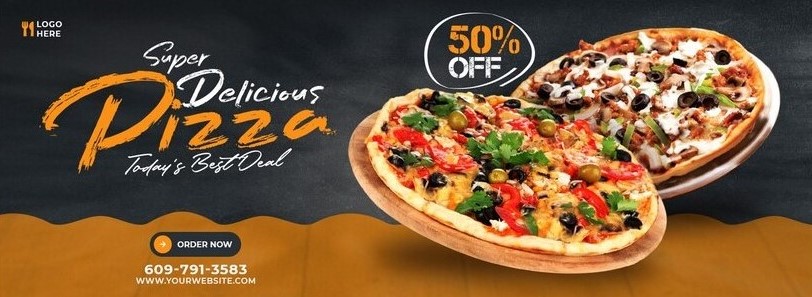 LOGO
HERE
Super
Delicious
Pizza
Today's Best Deal
50%
OFF
ORDER NOW
609-791-3583
WWW.YOURWEBSITE.COM